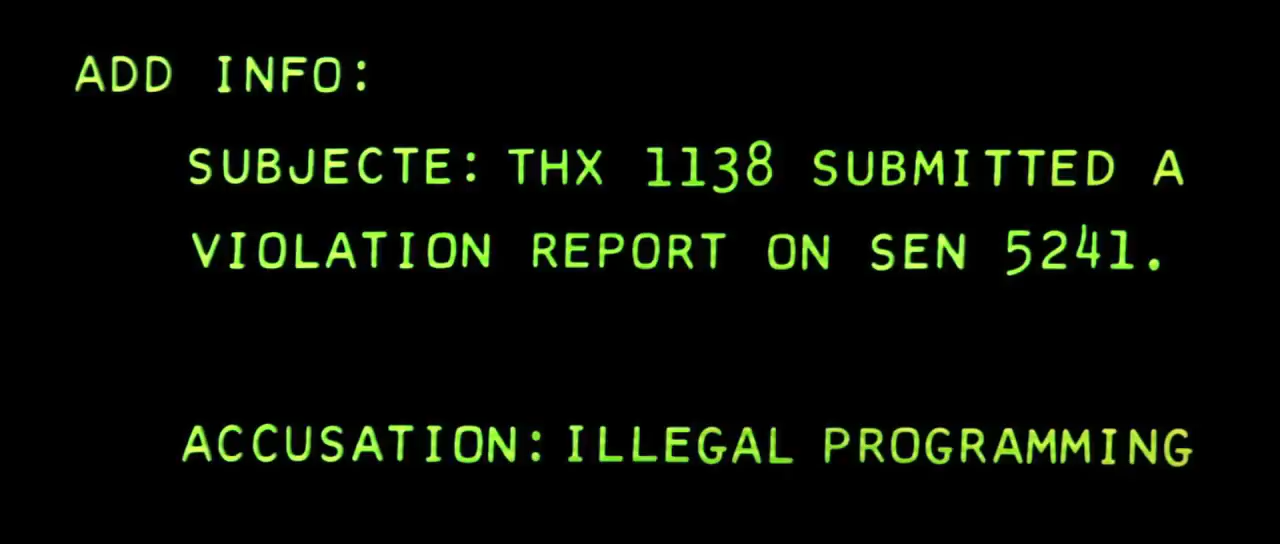 ADD INFO:
SUBJECTE: THX 1138 SUBMITTED A
VIOLATION REPORT ON SEN 5241.
ACCUSATION: ILLEGAL PROGRAMMING